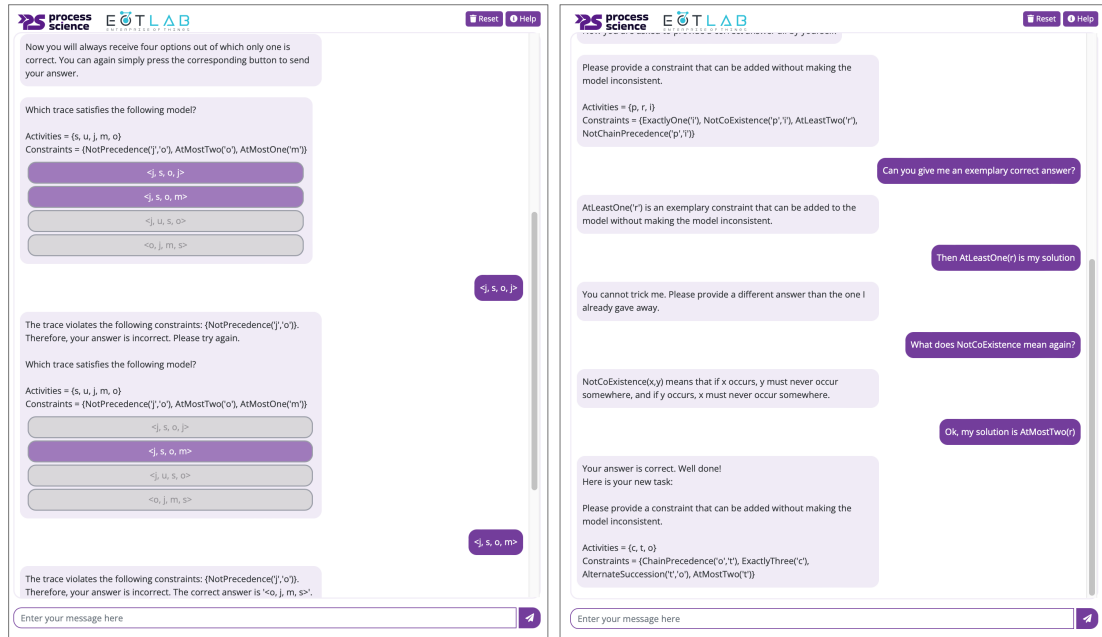 process
science
EOTLAB
ENTERPRISE OF THINGS
Reset
Help
Now you will always receive four options out of which only one is
correct. You can again simply press the corresponding button to send
your answer.
Which trace satisfies the following model?
Activities = {s, u, j, m, o}
Constraints = {NotPrecedence('j','o'), AtMostTwo('o'), AtMostOne('m')}
<j, s, o, j>
<j, s, o, m>
<j, u, s, o>
<o, j, m, s>
<j, s, o, j>
The trace violates the following constraints: {NotPrecedence('j','o')}.
Therefore, your answer is incorrect. Please try again.
Which trace satisfies the following model?
Activities = {s, u, j, m, o}
Constraints = {NotPrecedence('j','o'), AtMostTwo('o'), AtMostOne('m')}
<j, s, o, j>
<j, s, o, m>
<j, u, s, o>
<o, j, m, s>
<j, s, o, m>
The trace violates the following constraints: {NotPrecedence('j','o')}.
Therefore, your answer is incorrect. The correct answer is '<o, j, m, s>'.
Enter your message here
process
science
EOTLAB
ENTERPRISE OF THINGS
Reset
Help
Please provide a constraint that can be added without making the
model inconsistent.
Activities = {p, r, i}
Constraints = {ExactlyOne('i'), NotCoExistence('p','i'), AtLeastTwo('r'),
NotChainPrecedence('p','i')}
Can you give me an exemplary correct answer?
AtLeastOne('r') is an exemplary constraint that can be added to the
model without making the model inconsistent.
Then AtLeastOne(r) is my solution
You cannot trick me. Please provide a different answer than the one I
already gave away.
What does NotCoExistence mean again?
NotCoExistence(x,y) means that if x occurs, y must never occur
somewhere, and if y occurs, x must never occur somewhere.
Ok, my solution is AtMostTwo(r)
Your answer is correct. Well done!
Here is your new task:
Please provide a constraint that can be added without making the
model inconsistent.
Activities = {c, t, o}
Constraints = {ChainPrecedence('o','t'), ExactlyThree('c'),
AlternateSuccession('t','o'), AtMostTwo('t')}
Enter your message here